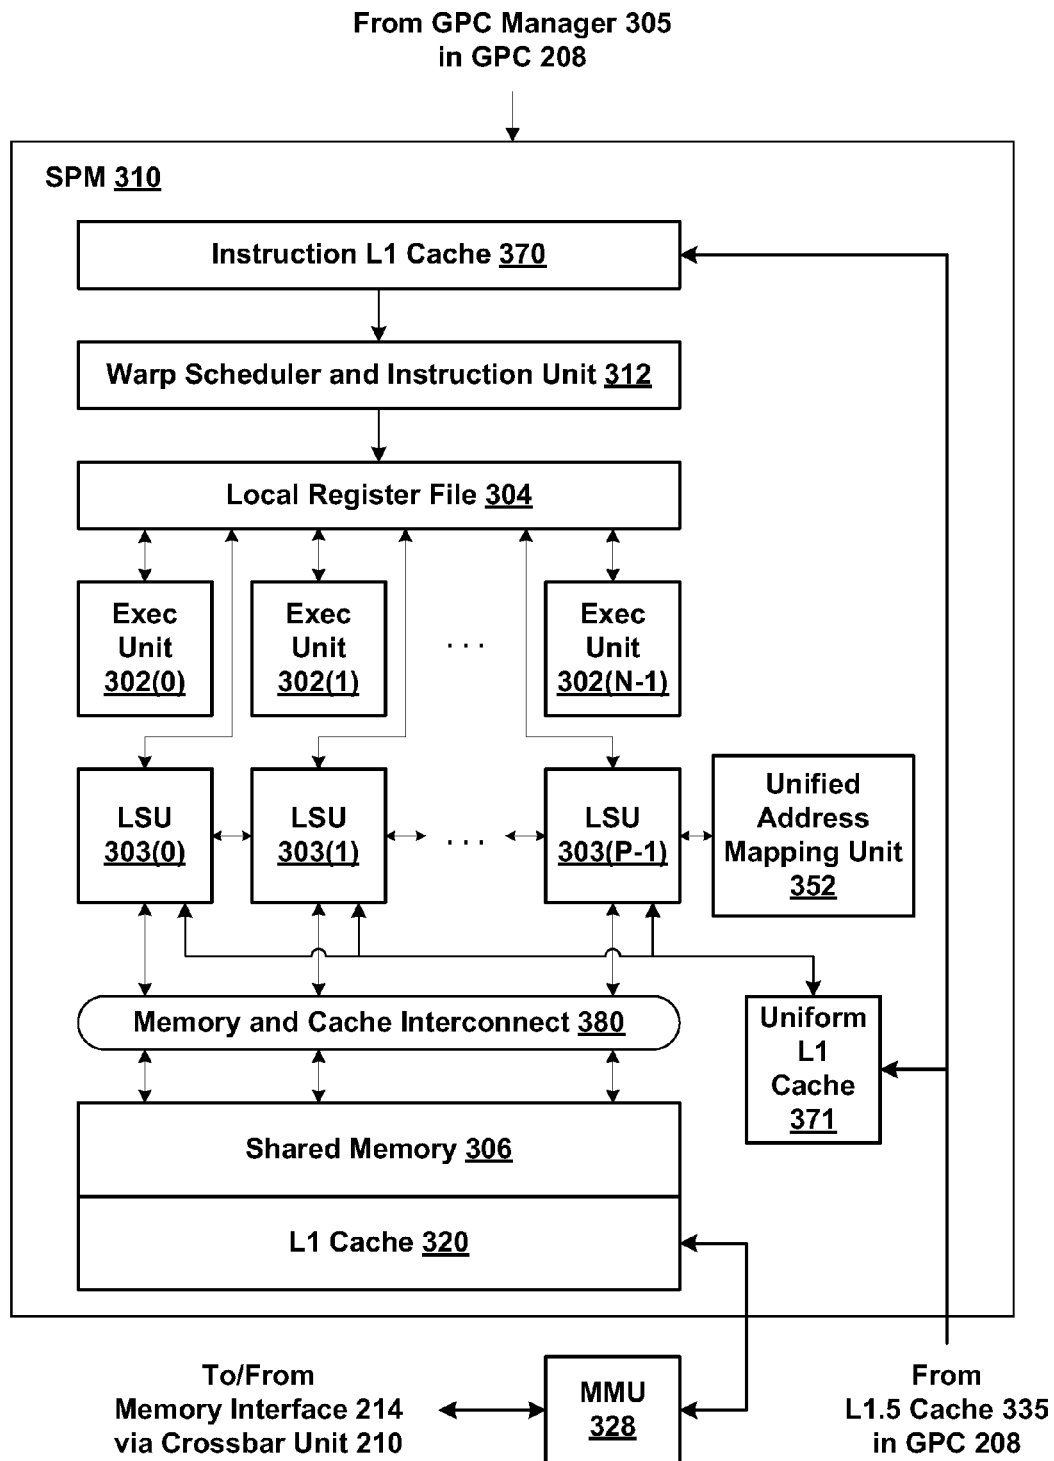 From GPC Manager 305
in GPC 208
SPM 310
Instruction L1 Cache 370
Warp Scheduler and Instruction Unit 312
Local Register File 304
Exec
Unit
302(0)
Exec
Unit
302(1)
. . .
Exec
Unit
302(N-1)
LSU
303(0)
LSU
303(1)
. . .
LSU
303(P-1)
Unified
Address
Mapping Unit
352
Memory and Cache Interconnect 380
Uniform
L1
Cache
371
Shared Memory 306
L1 Cache 320
To/From
Memory Interface 214
via Crossbar Unit 210
MMU
328
From
L1.5 Cache 335
in GPC 208